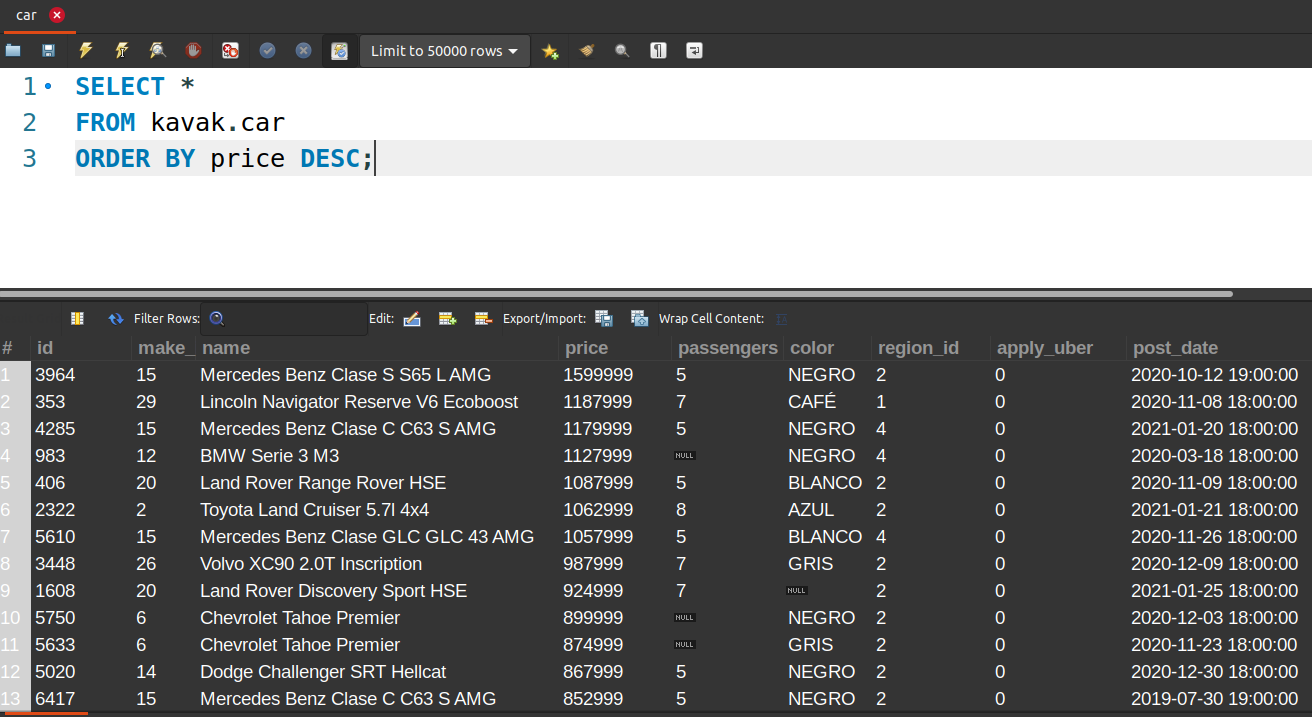 car
Limit to 50000 rows
1 SELECT *
2 FROM kavak.car
3 ORDER BY price DESC;
Filter Rows: Edit: Export/Import: Wrap Cell Content:
# id make_ name price passengers color region_id apply_uber post_date
1 3964 15 Mercedes Benz Clase S S65 L AMG 1599999 5 NEGRO 2 0 2020-10-12 19:00:00
2 353 29 Lincoln Navigator Reserve V6 Ecoboost 1187999 7 CAFÉ 1 0 2020-11-08 18:00:00
3 4285 15 Mercedes Benz Clase C C63 S AMG 1179999 5 NEGRO 4 0 2021-01-20 18:00:00
4 983 12 BMW Serie 3 M3 1127999 NULL NEGRO 4 0 2020-03-18 18:00:00
5 406 20 Land Rover Range Rover HSE 1087999 5 BLANCO 2 0 2020-11-09 18:00:00
6 2322 2 Toyota Land Cruiser 5.7l 4x4 1062999 8 AZUL 2 0 2021-01-21 18:00:00
7 5610 15 Mercedes Benz Clase GLC GLC 43 AMG 1057999 5 BLANCO 4 0 2020-11-26 18:00:00
8 3448 26 Volvo XC90 2.0T Inscription 987999 7 GRIS 2 0 2020-12-09 18:00:00
9 1608 20 Land Rover Discovery Sport HSE 924999 7 NULL 2 0 2021-01-25 18:00:00
10 5750 6 Chevrolet Tahoe Premier 899999 NULL NEGRO 2 0 2020-12-03 18:00:00
11 5633 6 Chevrolet Tahoe Premier 874999 NULL GRIS 2 0 2020-11-23 18:00:00
12 5020 14 Dodge Challenger SRT Hellcat 867999 5 NEGRO 2 0 2020-12-30 18:00:00
13 6417 15 Mercedes Benz Clase C C63 S AMG 852999 5 NEGRO 2 0 2019-07-30 19:00:00